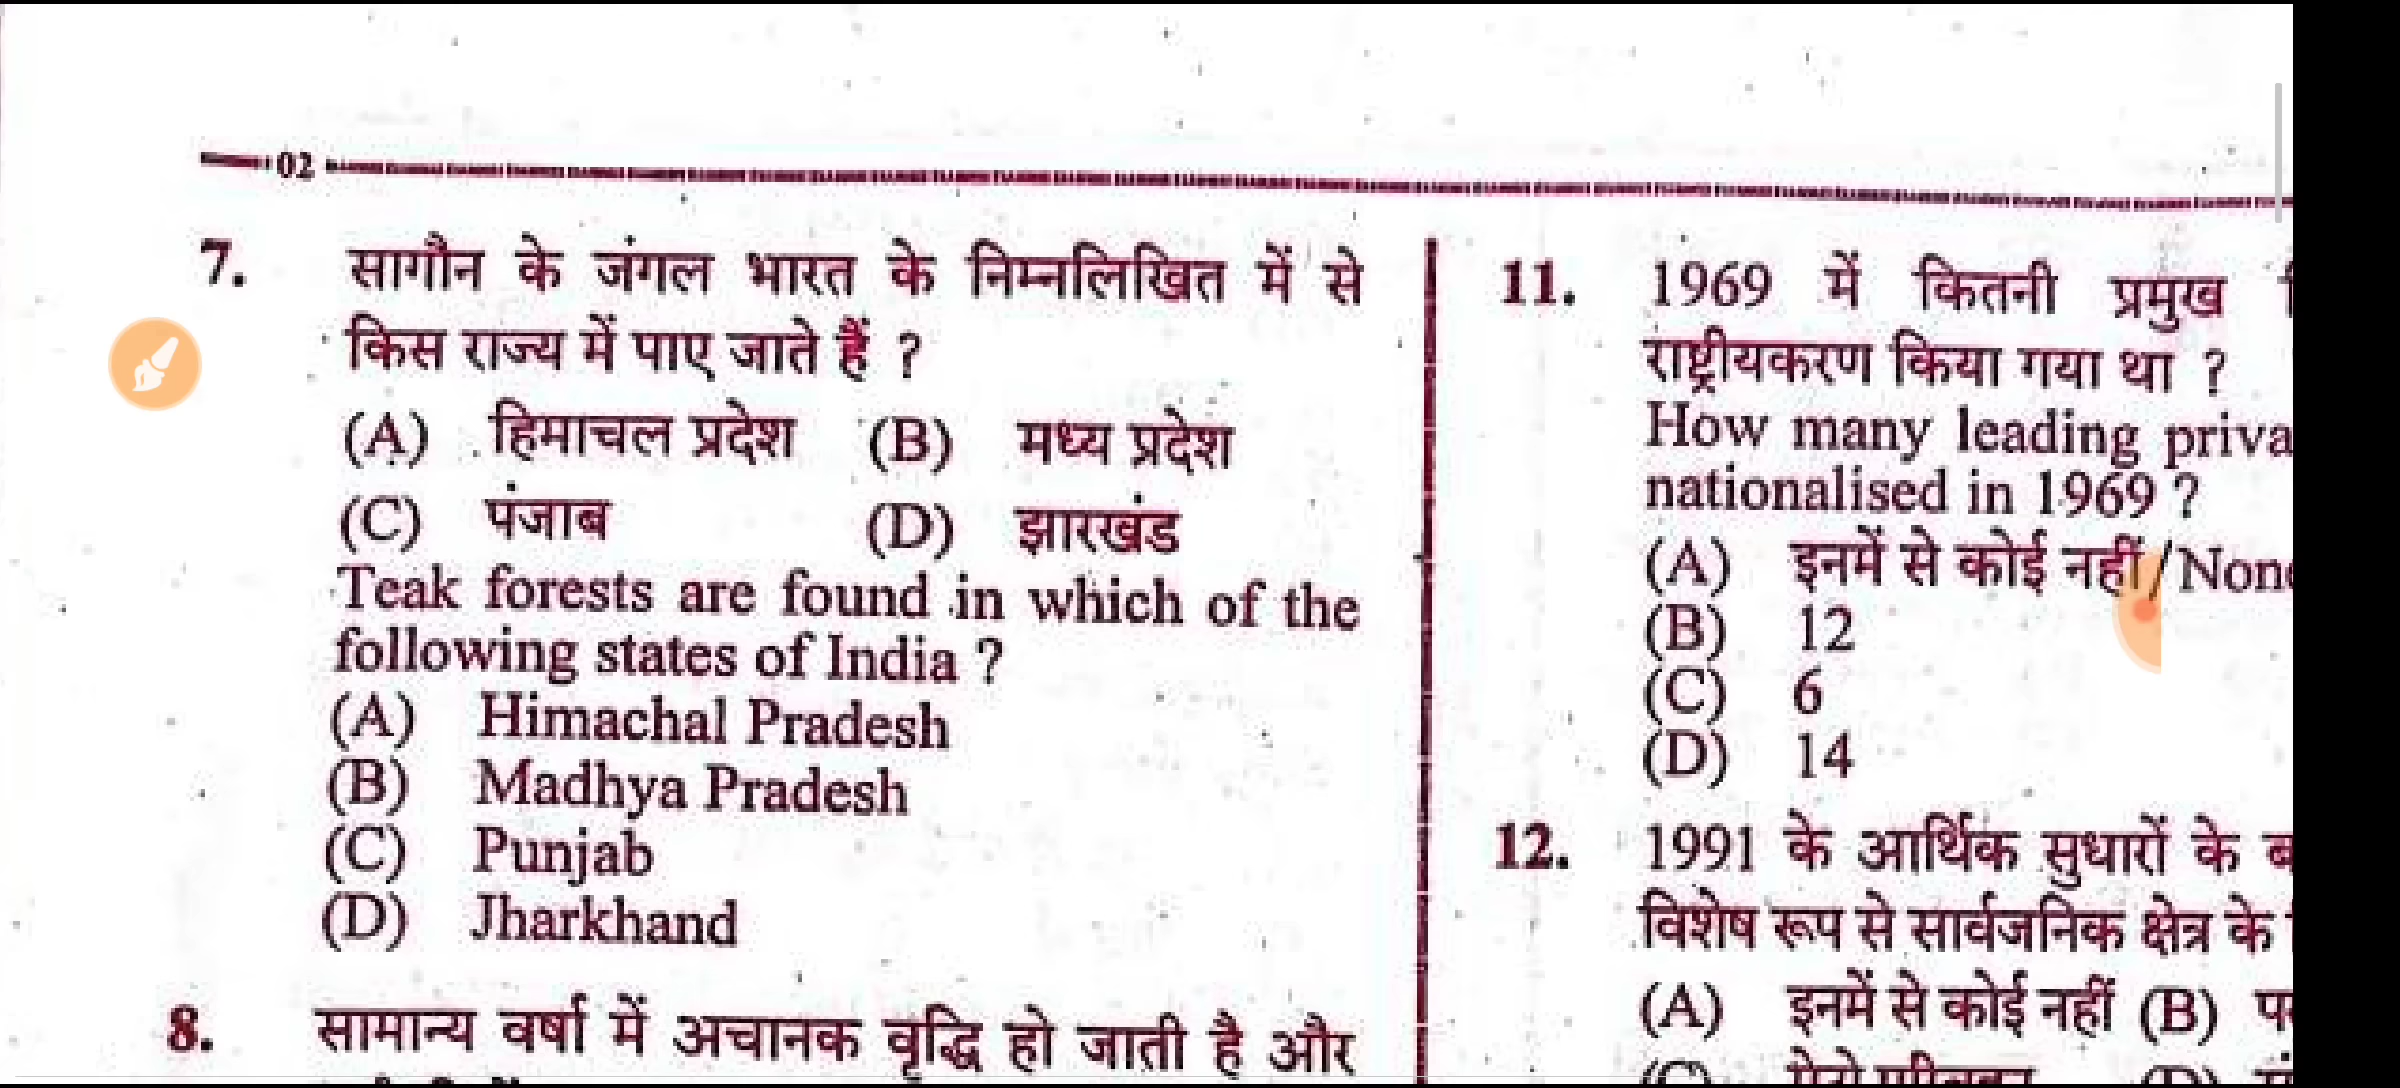 02
7. सागौन के जंगल भारत के निम्नलिखित में से
किस राज्य में पाए जाते हैं ?
(A) हिमाचल प्रदेश (B) मध्य प्रदेश
(C) पंजाब (D) झारखंड
Teak forests are found in which of the
following states of India ?
(A) Himachal Pradesh
(B) Madhya Pradesh
(C) Punjab
(D) Jharkhand
8. सामान्य वर्षा में अचानक वृद्धि हो जाती है और
11. 1969 में कितनी प्रमुख
राष्ट्रीयकरण किया गया था ?
How many leading priva
nationalised in 1969 ?
(A) इनमें से कोई नहीं/None
(B) 12
(C) 6
(D) 14
12. 1991 के आर्थिक सुधारों के ब
विशेष रूप से सार्वजनिक क्षेत्र के
(A) इनमें से कोई नहीं (B)
(C) (D)